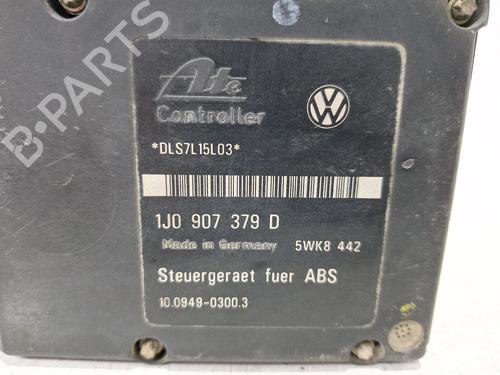 B-PARTS
Ate
Controller
*DLS7L15L03*
1J0 907 379 D
Made in Germany 5WK8 442
Steuergeraet fuer ABS
10.0949-0300.3